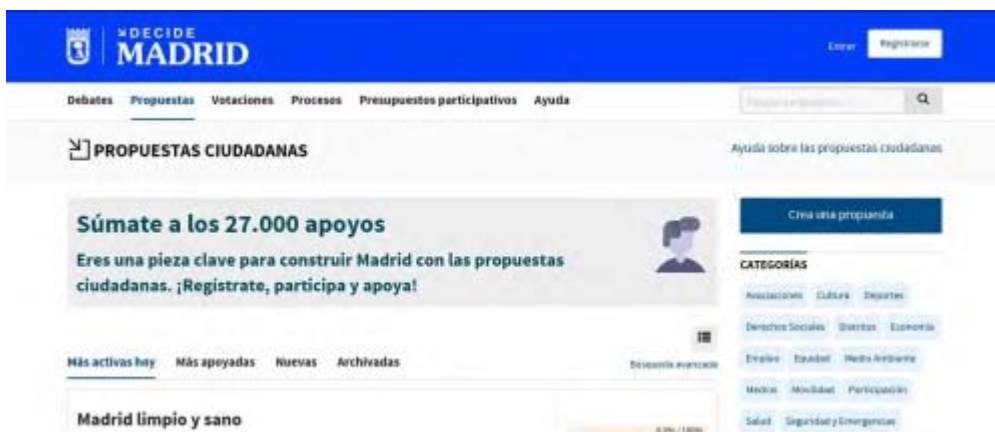 DECIDE
MADRID
Entrar Registrarse
Debates Propuestas Votaciones Procesos Presupuestos participativos Ayuda
PROPUESTAS CIUDADANAS
Ayuda sobre las propuestas ciudadanas
Súmate a los 27.000 apoyos
Eres una pieza clave para construir Madrid con las propuestas
ciudadanas. ¡Registrate, participa y apoya!
Crea una propuesta
CATEGORÍAS
Asociaciones Cultura Deportes
Derechos Sociales Distritos Economía
Empleo Equidad Medio Ambiente
Medios Movilidad Participación
Salud Seguridad y Emergencias
Más activas hoy Más apoyadas Nuevas Archivadas
Búsqueda avanzada
Madrid limpio y sano